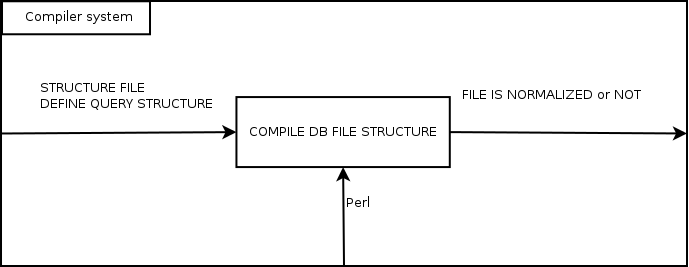 Compiler system
STRUCTURE FILE
DEFINE QUERY STRUCTURE
FILE IS NORMALIZED or NOT
COMPILE DB FILE STRUCTURE
Perl